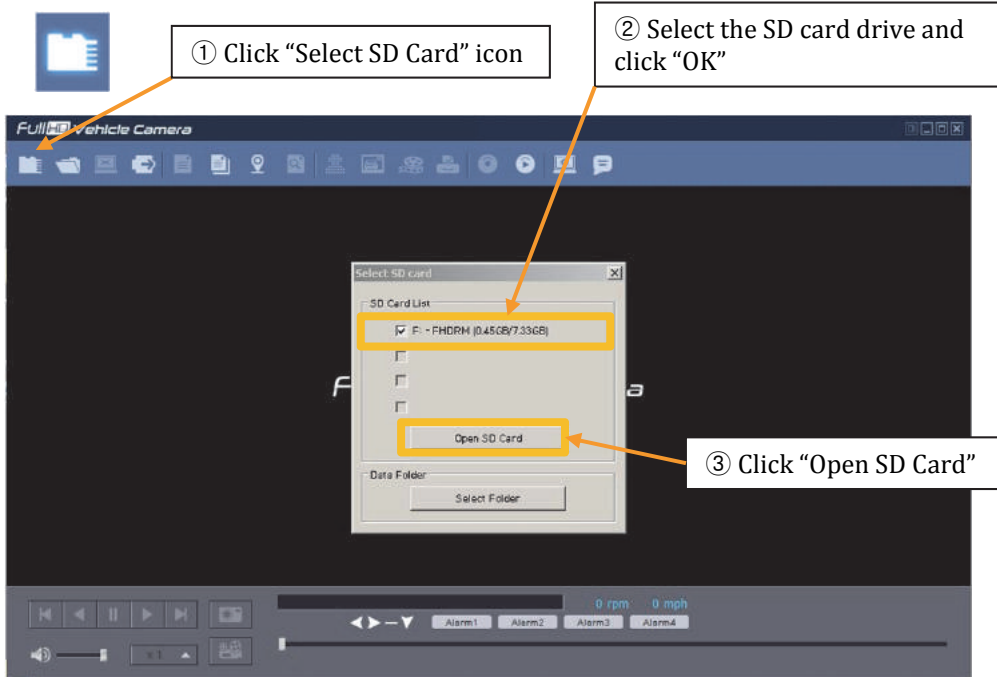 ① Click “Select SD Card” icon
② Select the SD card drive and
click “OK”
Full HD Vehicle Camera
Select SD card
SD Card List
F: - FHDRM (0.45GB/7.33GB)
F
a
Open SD Card
③ Click “Open SD Card”
Data Folder
Select Folder
0 rpm 0 mph
Alarm1 Alarm2 Alarm3 Alarm4
x 1